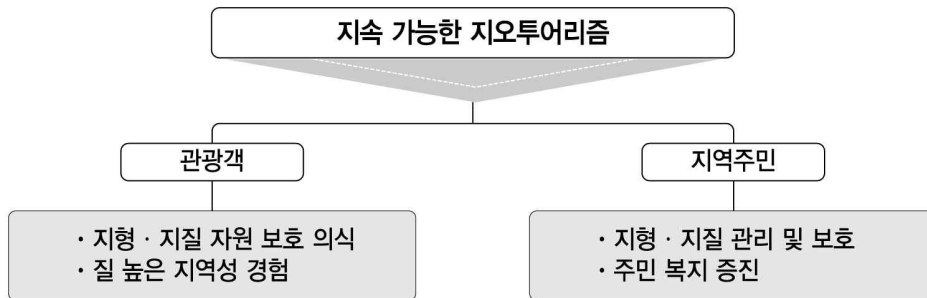 지속 가능한 지오투어리즘
관광객
지역주민
· 지형 · 지질 자원 보호 의식
· 질 높은 지역성 경험
· 지형 · 지질 관리 및 보호
· 주민 복지 증진